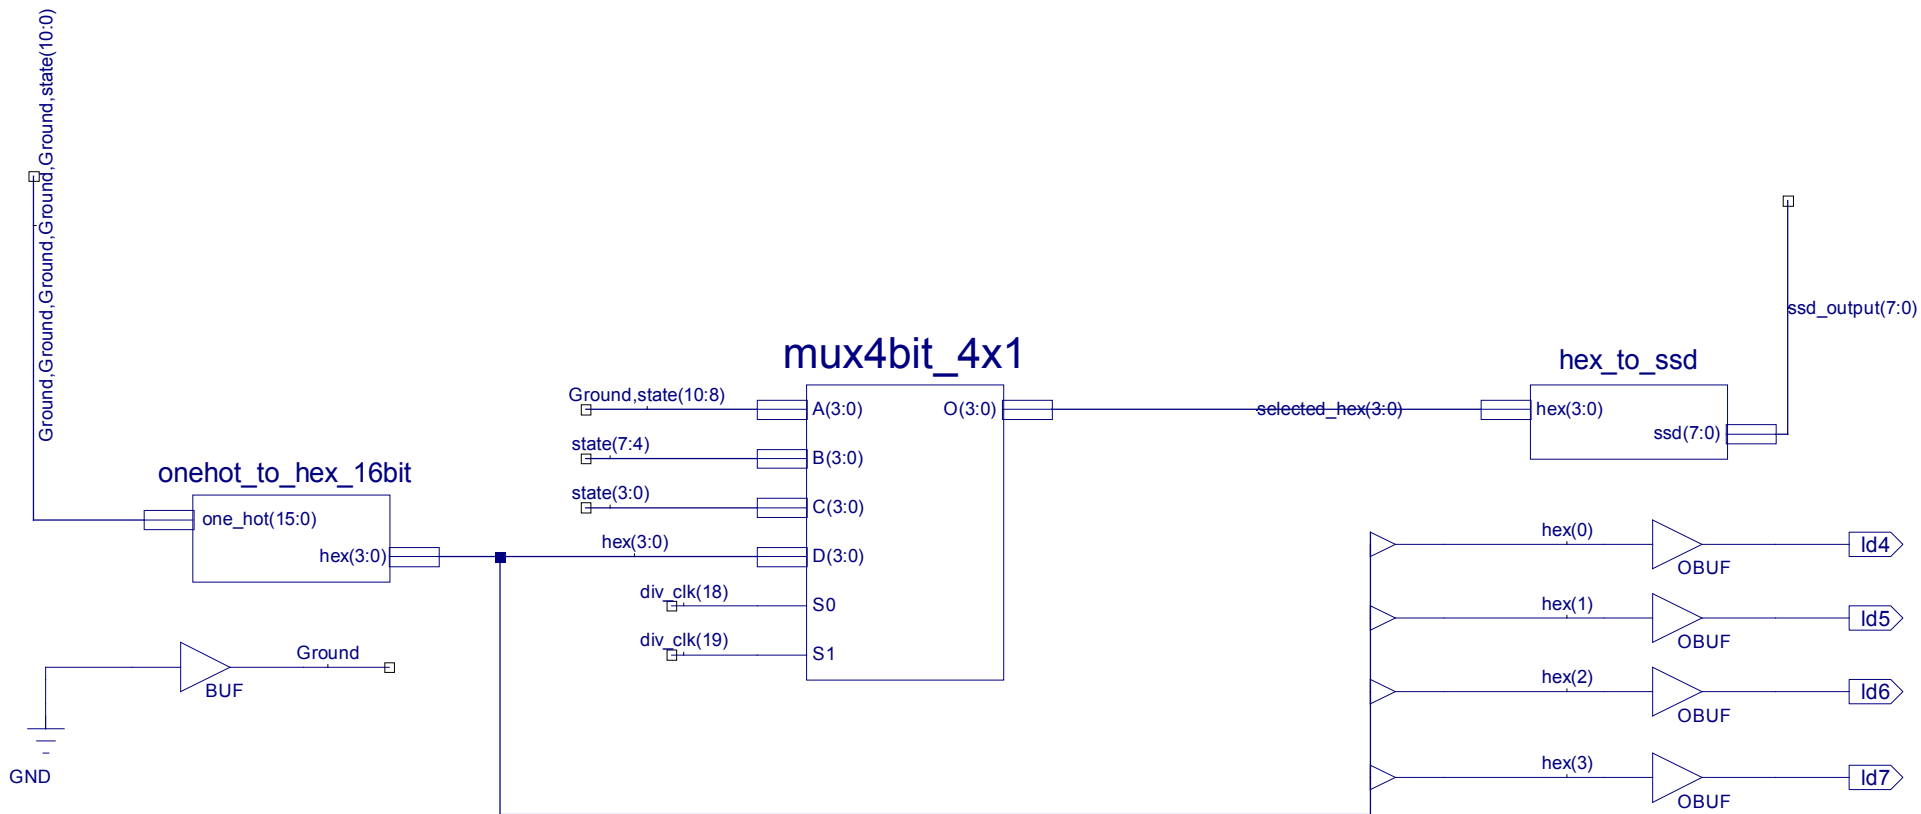 Ground,Ground,Ground,Ground,Ground,state(10:0)
ssd_output(7:0)
mux4bit_4x1
hex_to_ssd
Ground,state(10:8)
A(3:0)
O(3:0)
selected_hex(3:0)
hex(3:0)
ssd(7:0)
state(7:4)
B(3:0)
onehot_to_hex_16bit
state(3:0)
C(3:0)
one_hot(15:0)
hex(3:0)
hex(3:0)
D(3:0)
hex(0)
ld4
OBUF
div_clk(18)
S0
hex(1)
ld5
OBUF
div_clk(19)
S1
Ground
BUF
hex(2)
ld6
OBUF
GND
hex(3)
ld7
OBUF